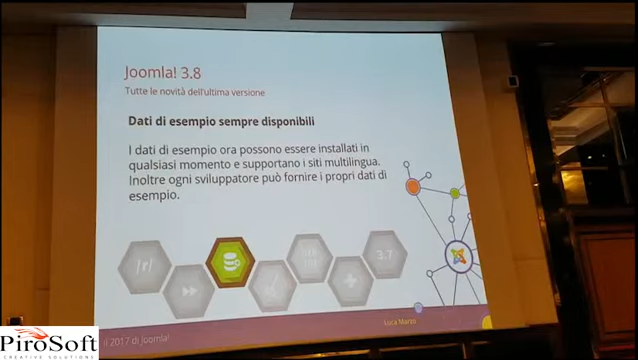 Joomla! 3.8
Tutte le novità dell'ultima versione
Dati di esempio sempre disponibili
I dati di esempio ora possono essere installati in
qualsiasi momento e supportano i siti multilingua.
Inoltre ogni sviluppatore può fornire i propri dati di
esempio.
/r/
3.7
il 2017 di Joomla!
Luca Marzo
PiroSoft
CREATIVE SOLUTIONS